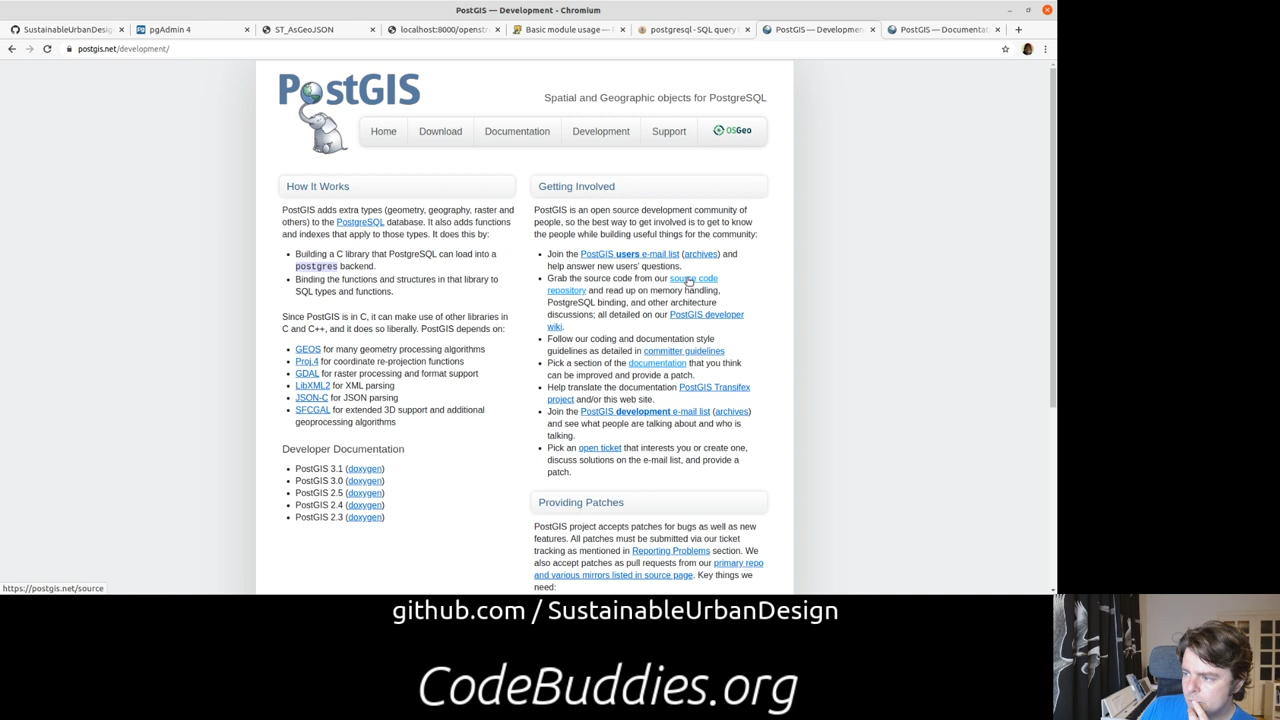 PostGIS — Development - Chromium
SustainableUrbanDesig
pgAdmin 4
ST_AsGeoJSON
localhost:8000/openstr
Basic module usage —
postgresql - SQL query
PostGIS — Developmen
PostGIS — Documentat
postgis.net/development/
PostGIS
Spatial and Geographic objects for PostgreSQL
Home
Download
Documentation
Development
Support
OSGeo
How It Works
PostGIS adds extra types (geometry, geography, raster and
others) to the PostgreSQL database. It also adds functions
and indexes that apply to those types. It does this by:
Building a C library that PostgreSQL can load into a
postgres backend.
Binding the functions and structures in that library to
SQL types and functions.
Since PostGIS is in C, it can make use of other libraries in
C and C++, and it does so liberally. PostGIS depends on:
GEOS for many geometry processing algorithms
Proj.4 for coordinate re-projection functions
GDAL for raster processing and format support
LibXML2 for XML parsing
JSON-C for JSON parsing
SFCGAL for extended 3D support and additional
geoprocessing algorithms
Developer Documentation
PostGIS 3.1 (doxygen)
PostGIS 3.0 (doxygen)
PostGIS 2.5 (doxygen)
PostGIS 2.4 (doxygen)
PostGIS 2.3 (doxygen)
Getting Involved
PostGIS is an open source development community of
people, so the best way to get involved is to get to know
the people while building useful things for the community:
Join the PostGIS users e-mail list (archives) and
help answer new users' questions.
Grab the source code from our source code
repository and read up on memory handling,
PostgreSQL binding, and other architecture
discussions; all detailed on our PostGIS developer
wiki.
Follow our coding and documentation style
guidelines as detailed in committer guidelines
Pick a section of the documentation that you think
can be improved and provide a patch.
Help translate the documentation PostGIS Transifex
project and/or this web site.
Join the PostGIS development e-mail list (archives)
and see what people are talking about and who is
talking.
Pick an open ticket that interests you or create one,
discuss solutions on the e-mail list, and provide a
patch.
Providing Patches
PostGIS project accepts patches for bugs as well as new
features. All patches must be submitted via our ticket
tracking as mentioned in Reporting Problems section. We
also accept patches as pull requests from our primary repo
and various mirrors listed in source page. Key things we
need:
https://postgis.net/source
github.com / SustainableUrbanDesign
CodeBuddies.org